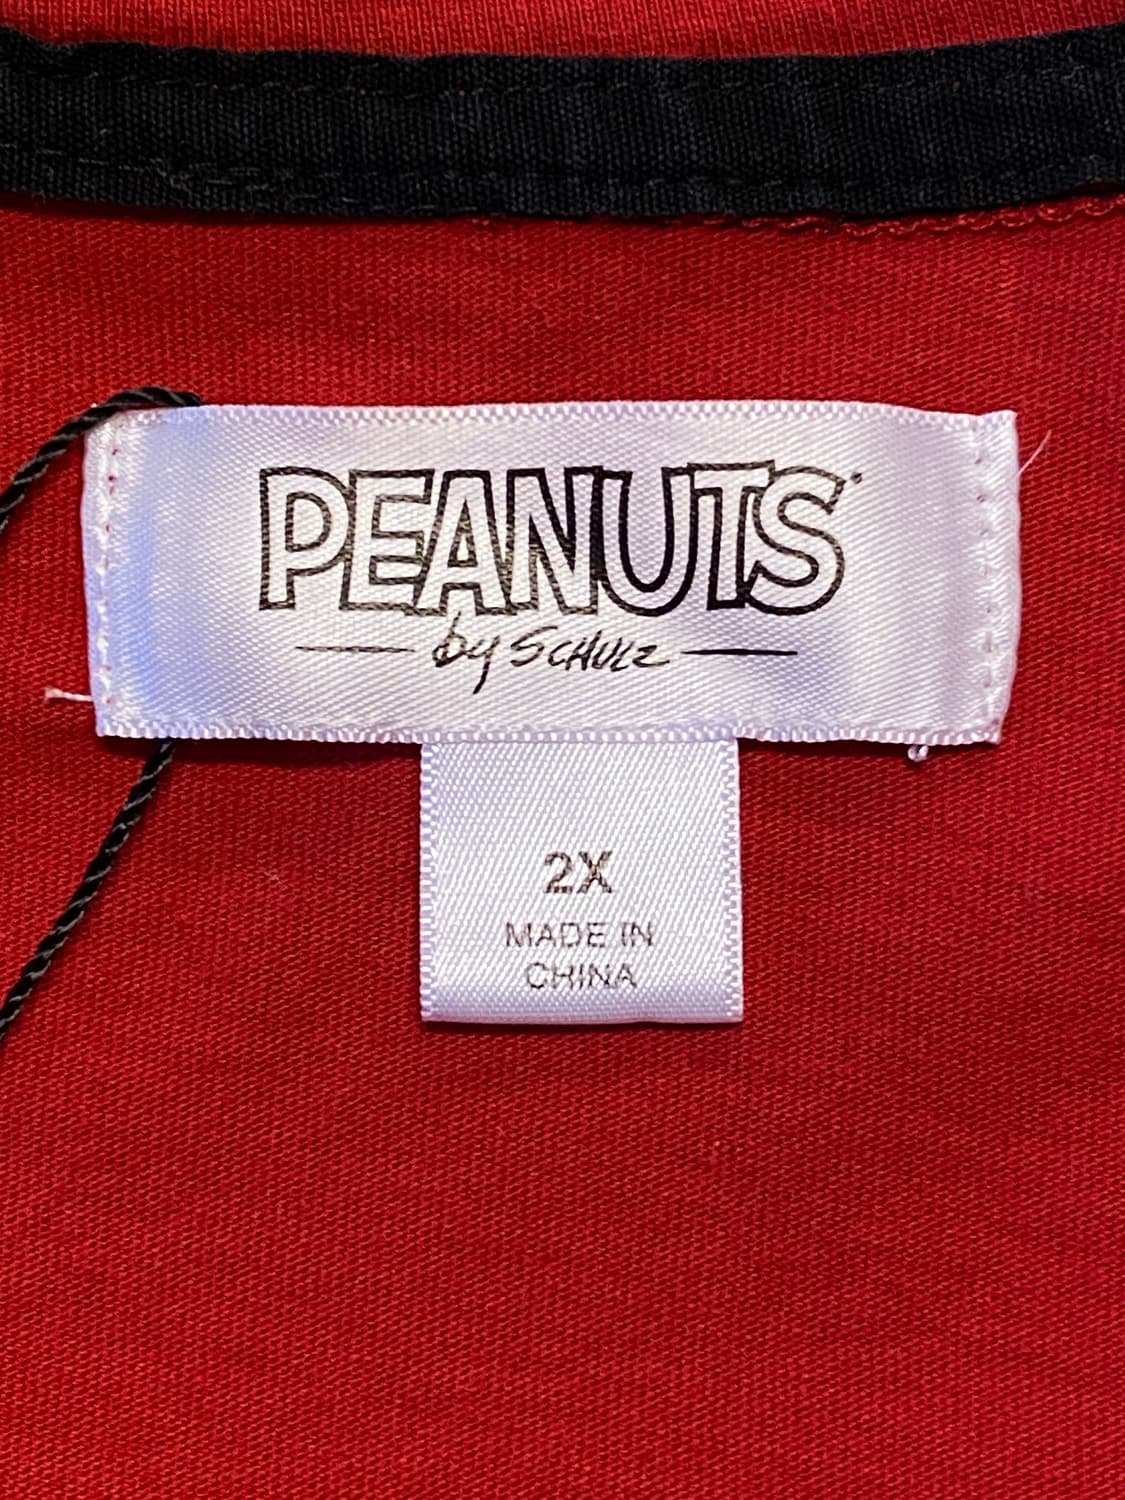 PEANUTS
by SCHULZ
2X
MADE IN
CHINA